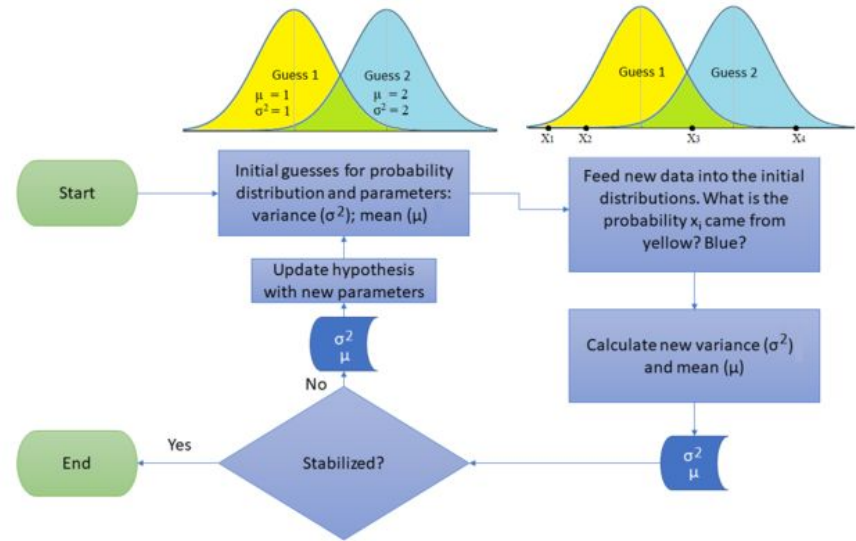 Guess 1
μ = 1
σ² = 1
Guess 2
μ = 2
σ² = 2
Guess 1
Guess 2
X₁
X₂
X₃
X₄
Start
Initial guesses for probability
distribution and parameters:
variance (σ²); mean (μ)
Feed new data into the initial
distributions. What is the
probability xᵢ came from
yellow? Blue?
Update hypothesis
with new parameters
σ²
μ
No
Calculate new variance (σ²)
and mean (μ)
σ²
μ
Stabilized?
Yes
End